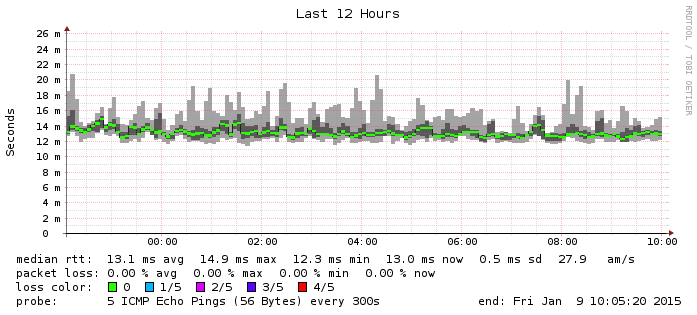 Last 12 Hours
RRDTOOL / TOBI OETIKER
Seconds
26 m
24 m
22 m
20 m
18 m
16 m
14 m
12 m
10 m
8 m
6 m
4 m
2 m
0
00:00 02:00 04:00 06:00 08:00 10:00
median rtt: 13.1 ms avg 14.9 ms max 12.3 ms min 13.0 ms now 0.5 ms sd 27.9 am/s
packet loss: 0.00 % avg 0.00 % max 0.00 % min 0.00 % now
loss color: 0 1/5 2/5 3/5 4/5
probe: 5 ICMP Echo Pings (56 Bytes) every 300s end: Fri Jan 9 10:05:20 2015